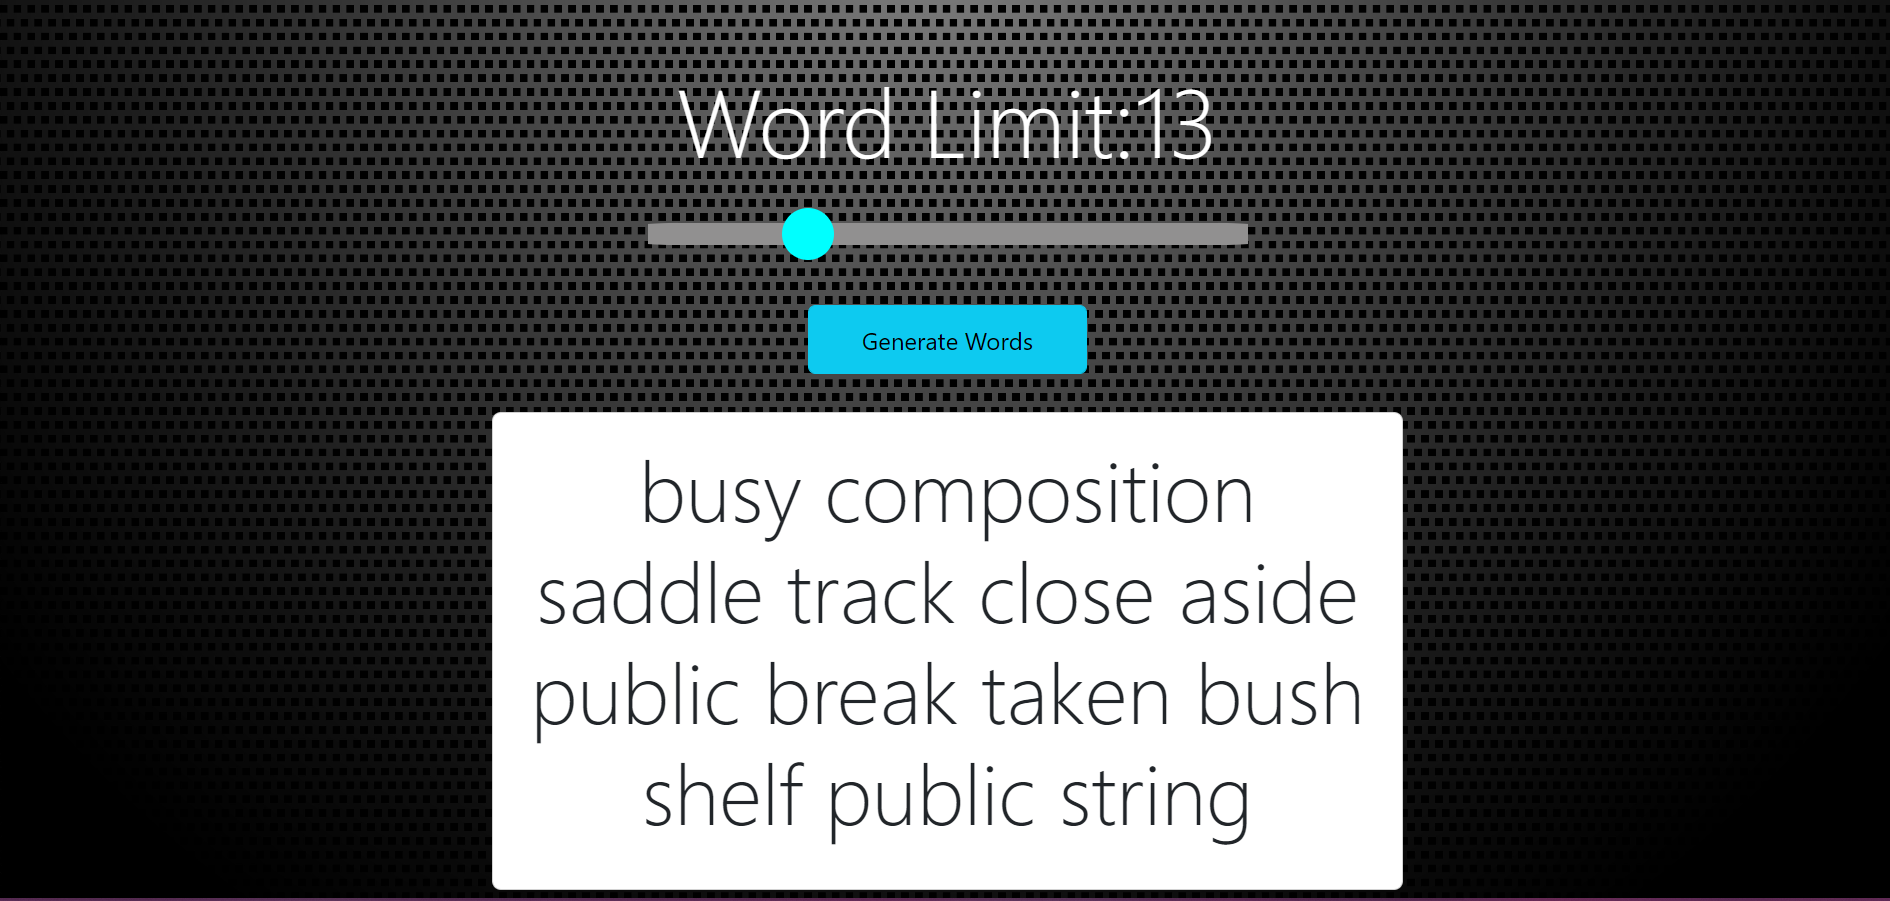 Word Limit:13
Generate Words
busy composition
saddle track close aside
public break taken bush
shelf public string